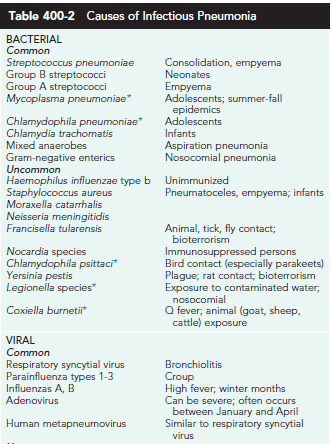 Table 400-2 Causes of Infectious Pneumonia
BACTERIAL
Common
Streptococcus pneumoniae Consolidation, empyema
Group B streptococci Neonates
Group A streptococci Empyema
Mycoplasma pneumoniae* Adolescents; summer-fall
epidemics
Chlamydophila pneumoniae* Adolescents
Chlamydia trachomatis Infants
Mixed anaerobes Aspiration pneumonia
Gram-negative enterics Nosocomial pneumonia
Uncommon
Haemophilus influenzae type b Unimmunized
Staphylococcus aureus Pneumatoceles, empyema; infants
Moraxella catarrhalis
Neisseria meningitidis
Francisella tularensis Animal, tick, fly contact;
bioterrorism
Nocardia species Immunosuppressed persons
Chlamydophila psittaci* Bird contact (especially parakeets)
Yersinia pestis Plague; rat contact; bioterrorism
Legionella species* Exposure to contaminated water;
nosocomial
Coxiella burnetii* Q fever; animal (goat, sheep,
cattle) exposure
VIRAL
Common
Respiratory syncytial virus Bronchiolitis
Parainfluenza types 1-3 Croup
Influenzas A, B High fever; winter months
Adenovirus Can be severe; often occurs
between January and April
Human metapneumovirus Similar to respiratory syncytial
virus